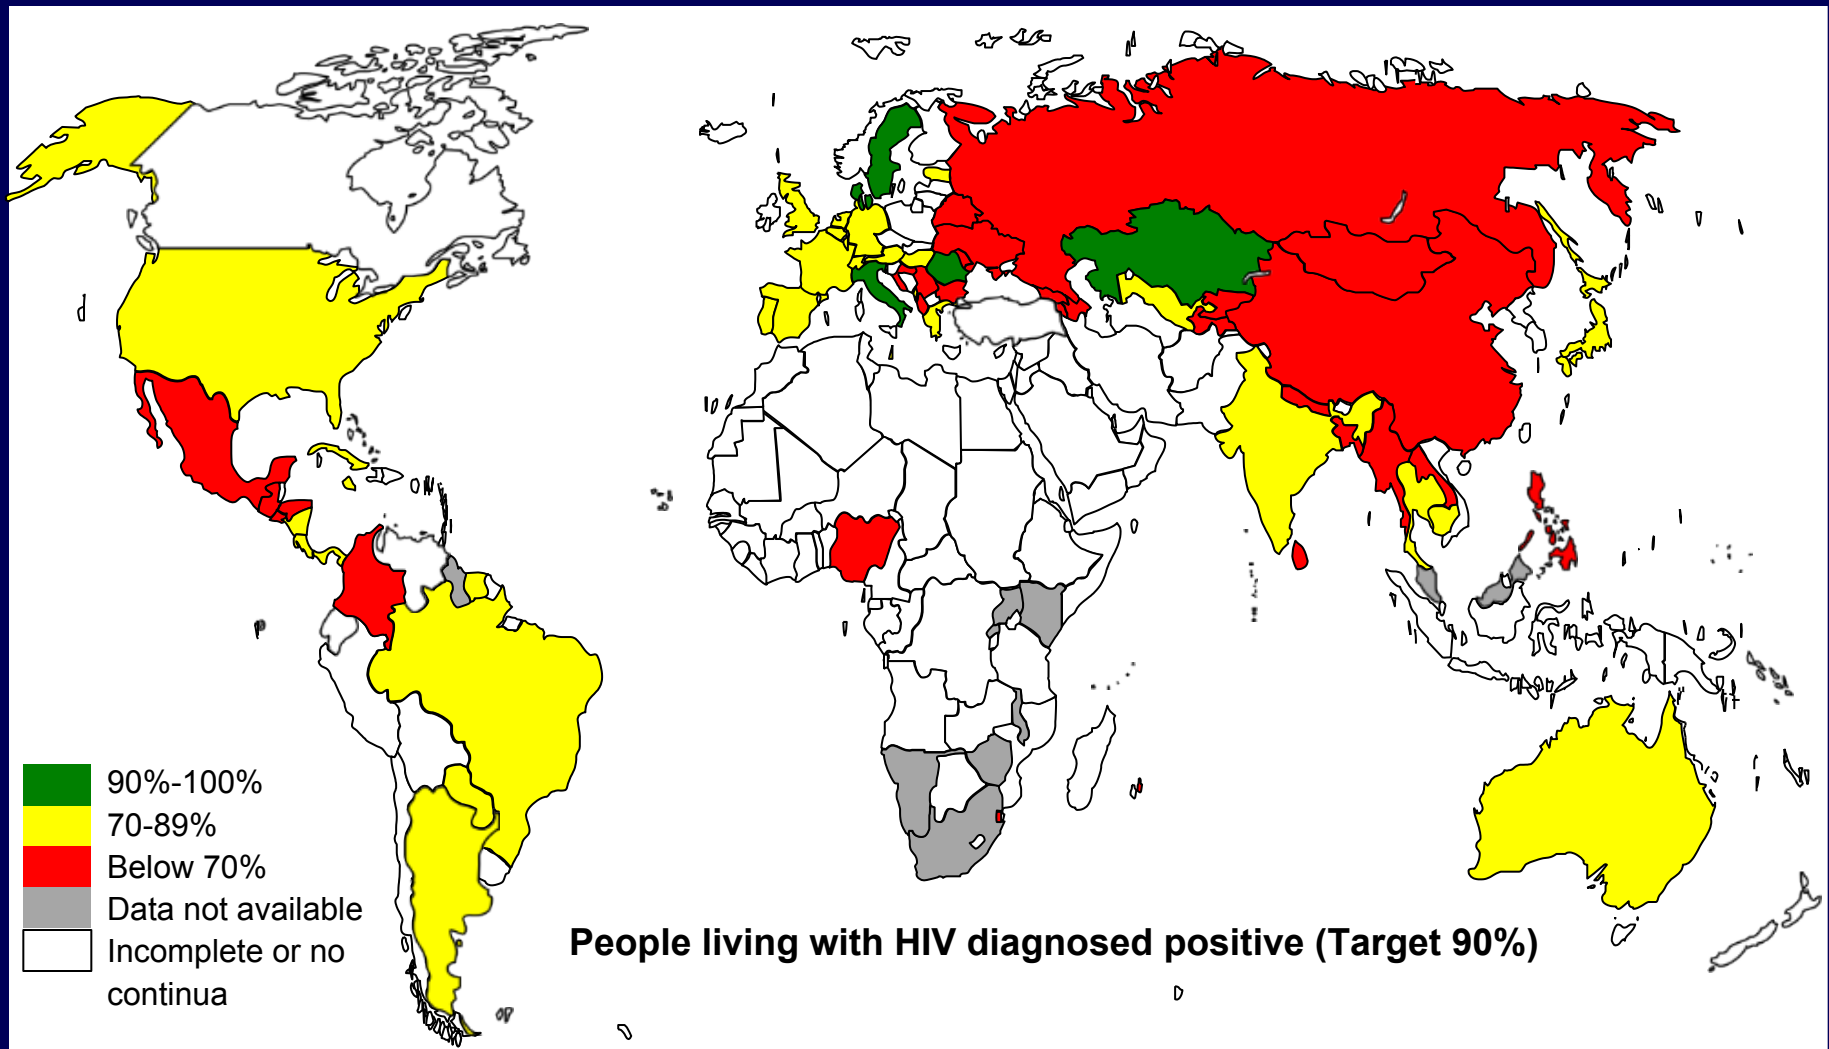 90%-100%
70-89%
Below 70%
Data not available
Incomplete or no
continua
People living with HIV diagnosed positive (Target 90%)